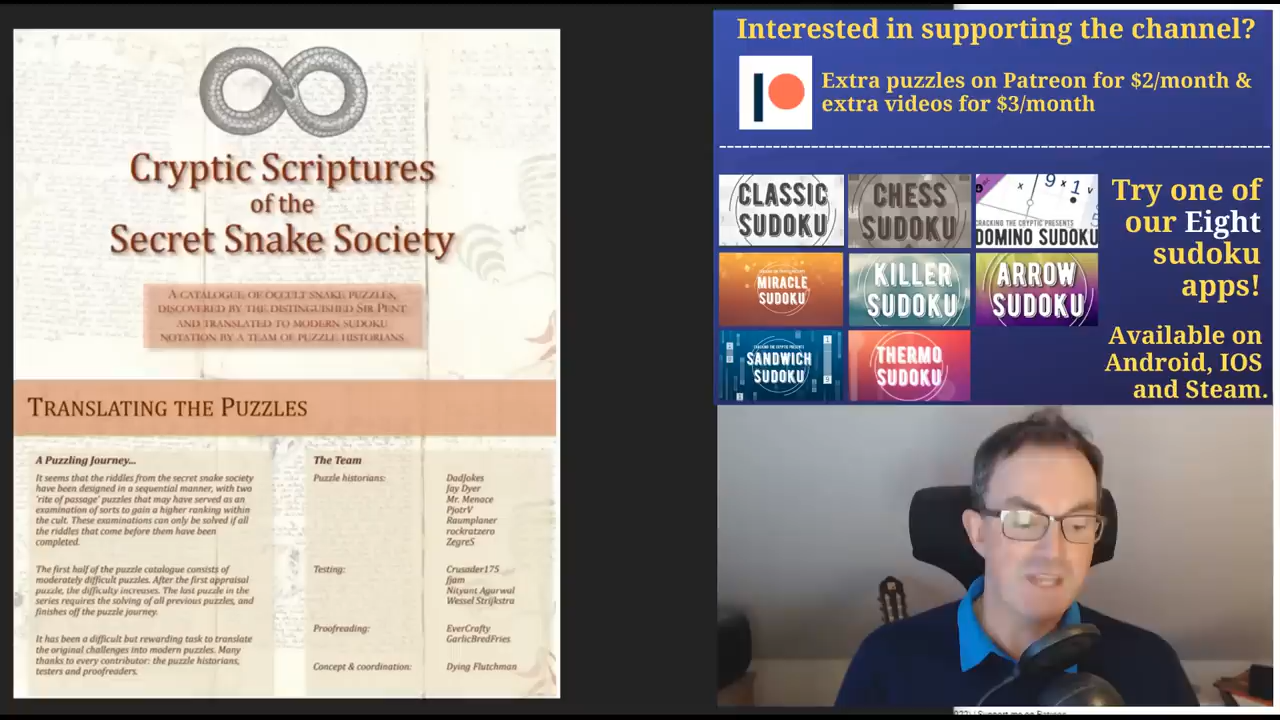 Cryptic Scriptures
of the
Secret Snake Society
A CATALOGUE OF OCCULT SNAKE PUZZLES,
DISCOVERED BY THE DISTINGUISHED SIR PENT
AND TRANSLATED TO MODERN SUDOKU
NOTATION BY A TEAM OF PUZZLE HISTORIANS
TRANSLATING THE PUZZLES
A Puzzling Journey...
It seems that the riddles from the secret snake society
have been designed in a sequential manner, with two
'rite of passage' puzzles that may have served as an
examination of sorts to gain a higher ranking within
the cult. These examinations can only be solved if all
the riddles that come before them have been
completed.
The first half of the puzzle catalogue consists of
moderately difficult puzzles. After the first appraisal
puzzle, the difficulty increases. The last puzzle in the
series requires the solving of all previous puzzles, and
finishes off the puzzle journey.
It has been a difficult but rewarding task to translate
the original challenges into modern puzzles. Many
thanks to every contributor: the puzzle historians,
testers and proofreaders.
The Team
Puzzle historians:
DadJokes
Jay Dyer
Mr. Menace
PjotrV
Raumplaner
rockratzero
ZegreS
Testing:
Crusader175
fjam
Nityant Agarwal
Wessel Strijkstra
Proofreading:
EverCrafty
GarlicBredFries
Concept & coordination:
Dying Flutchman
Interested in supporting the channel?
Extra puzzles on Patreon for $2/month &
extra videos for $3/month
CLASSIC
SUDOKU
CHESS
SUDOKU
CRACKING THE CRYPTIC PRESENTS
DOMINO SUDOKU
MIRACLE
SUDOKU
KILLER
SUDOKU
ARROW
SUDOKU
CRACKING THE CRYPTIC PRESENTS
SANDWICH
SUDOKU
THERMO
SUDOKU
Try one of
our Eight
sudoku
apps!
Available on
Android, IOS
and Steam.